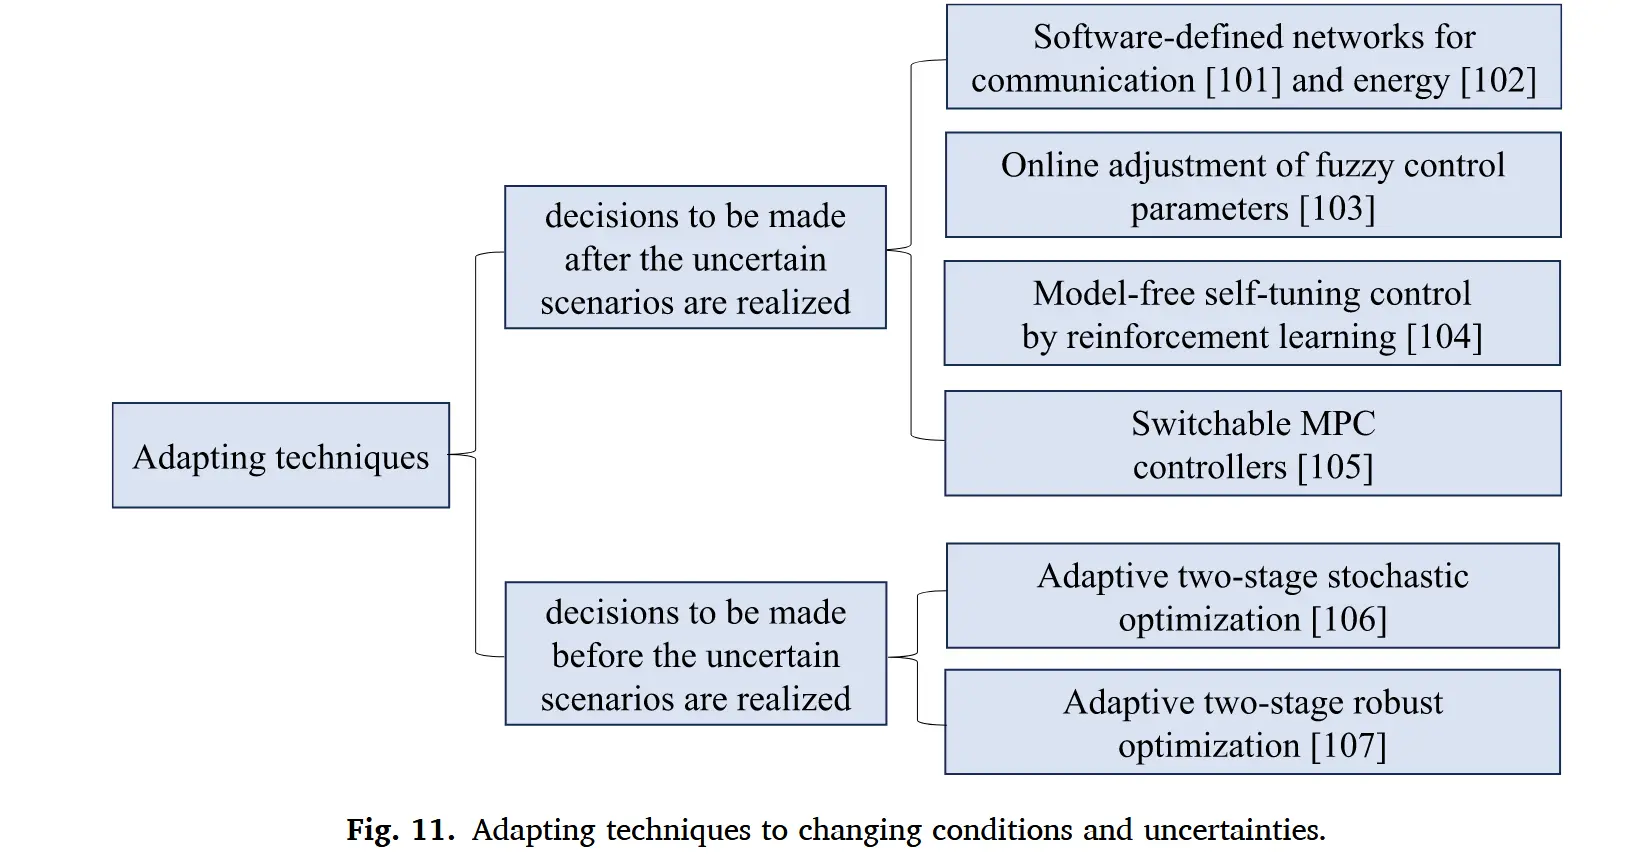 Software-defined networks for
communication [101] and energy [102]
Online adjustment of fuzzy control
parameters [103]
decisions to be made
after the uncertain
scenarios are realized
Model-free self-tuning control
by reinforcement learning [104]
Switchable MPC
controllers [105]
Adapting techniques
Adaptive two-stage stochastic
optimization [106]
decisions to be made
before the uncertain
scenarios are realized
Adaptive two-stage robust
optimization [107]
Fig. 11. Adapting techniques to changing conditions and uncertainties.